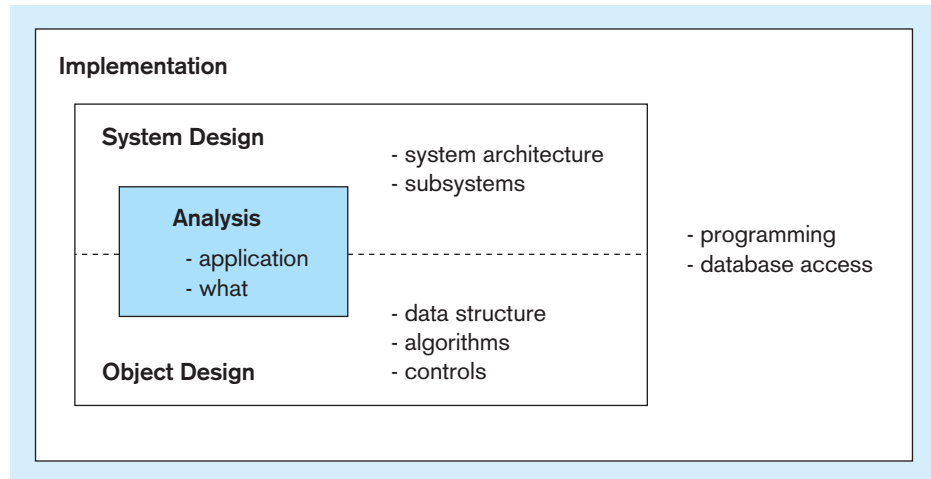 Implementation
System Design
- system architecture
- subsystems
Analysis
- application
- what
- programming
- database access
- data structure
- algorithms
- controls
Object Design